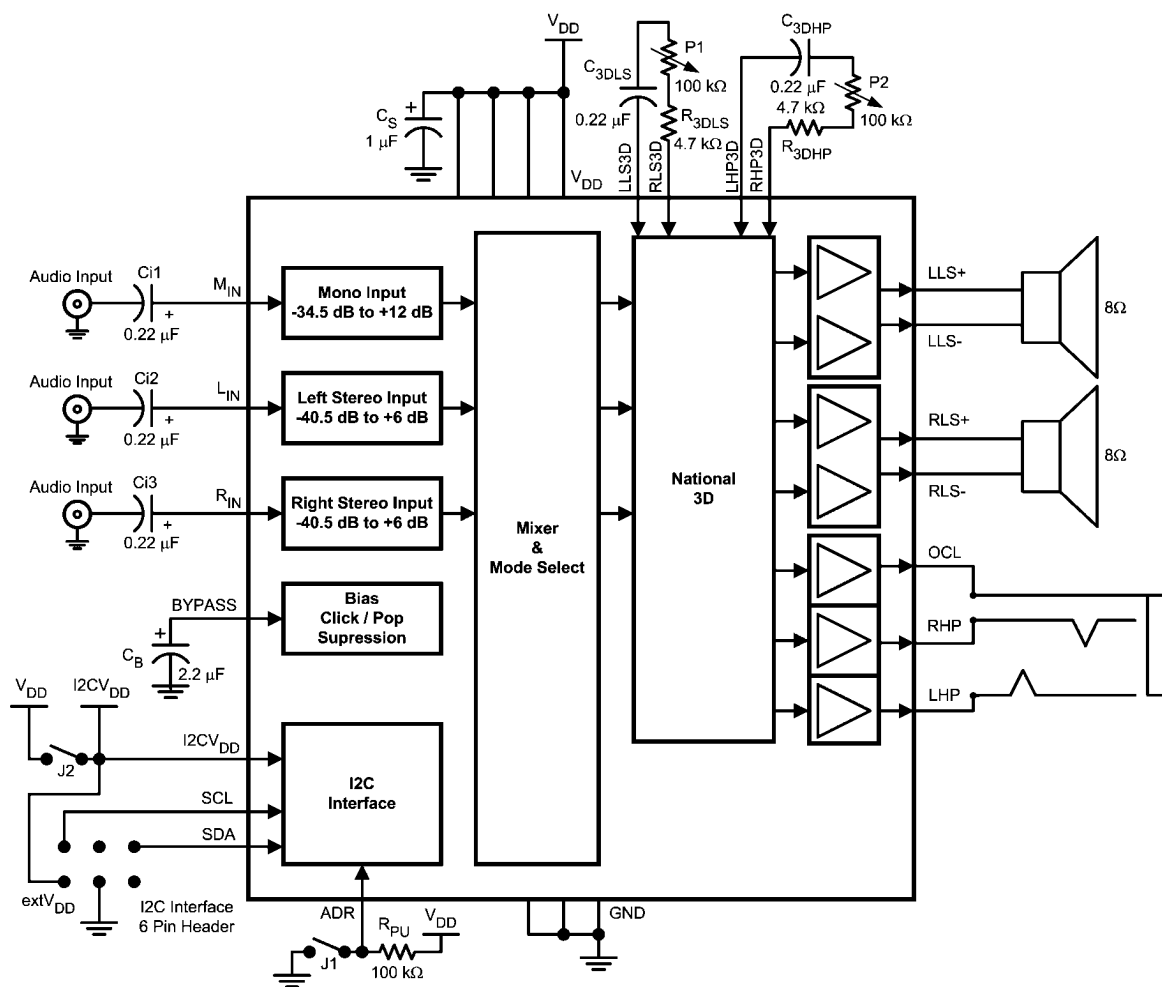 VDD
CS
1 µF
+
VDD
C3DLS
0.22 µF
P1
100 kΩ
R3DLS
4.7 kΩ
LLS3D
RLS3D
C3DHP
0.22 µF
4.7 kΩ
R3DHP
P2
100 kΩ
LHP3D
RHP3D
Audio Input
Ci1
+
0.22 µF
MIN
Mono Input
-34.5 dB to +12 dB
Audio Input
Ci2
+
0.22 µF
LIN
Left Stereo Input
-40.5 dB to +6 dB
Audio Input
Ci3
+
0.22 µF
RIN
Right Stereo Input
-40.5 dB to +6 dB
BYPASS
+
CB
2.2 µF
Bias
Click / Pop
Supression
Mixer
&
Mode Select
National
3D
LLS+
LLS-
8Ω
RLS+
RLS-
8Ω
OCL
RHP
LHP
VDD
I2CVDD
J2
I2CVDD
SCL
SDA
I2C
Interface
extVDD
I2C Interface
6 Pin Header
ADR
J1
RPU
100 kΩ
VDD
GND